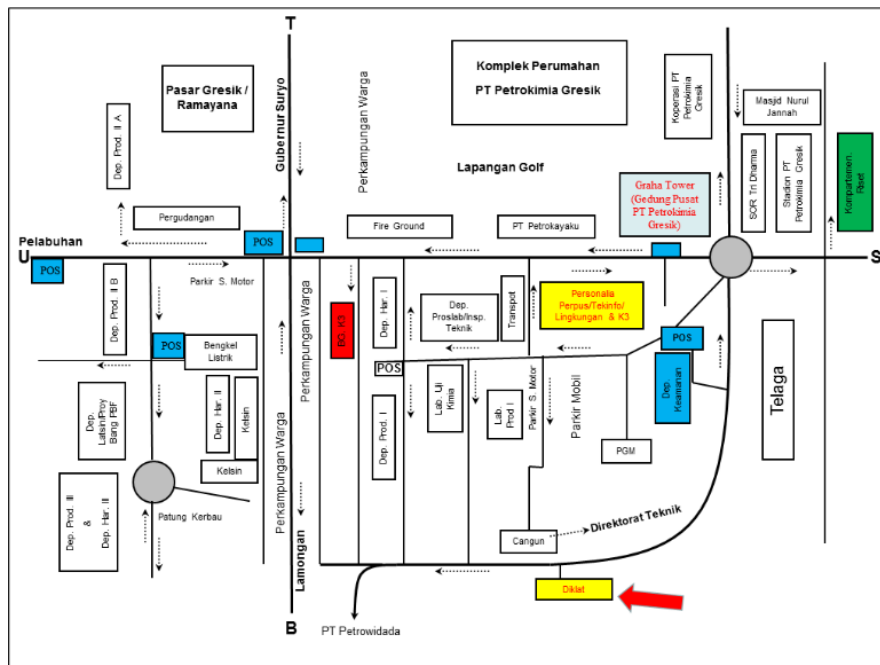 T
Pasar Gresik /
Ramayana
Komplek Perumahan
PT Petrokimia Gresik
Dep. Prod. II A
Gubernur Suryo
Perkampungan Warga
Koperasi PT
Petrokimia
Gresik
Masjid Nurul
Jannah
Lapangan Golf
SOR Tri Dharma
Stadion PT
Petrokimia Gresik
Kompartemen.
Riset
Graha Tower
(Gedung Pusat
PT Petrokimia
Gresik)
Pergudangan
Fire Ground
PT Petrokayaku
Pelabuhan
POS
U
S
POS
Parkir S. Motor
Dep. Prod. II B
Perkampungan Warga
BG. K3
Dep. Har. I
Dep.
Proslab/Insp.
Teknik
Transpot
Personalia
Perpus/Tekinfo/
Lingkungan & K3
POS
Bengkel
Listrik
POS
POS
Dep.
Keamanan
Telaga
Dep.
Latsin/Proy
Bang PBF
Dep. Har. II
Kelsin
Kelsin
Perkampungan Warga
Dep. Prod. I
Lab. Uji
Kimia
Lab.
Prod I
Parkir S. Motor
Parkir Mobil
PGM
Dep. Prod. III
&
Dep. Har. II
Patung Kerbau
Lamongan
Cangun
Direktorat Teknik
Diklat
B
PT Petrowidada